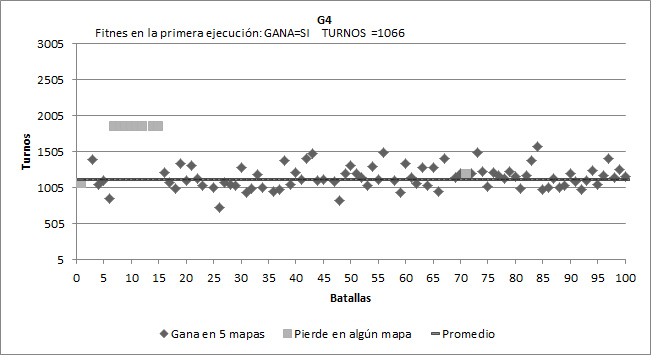 G4
Fitnes en la primera ejecución: GANA=SI TURNOS =1066
3005
2505
2005
1505
1005
505
5
Turnos
0 5 10 15 20 25 30 35 40 45 50 55 60 65 70 75 80 85 90 95 100
Batallas
Gana en 5 mapas Pierde en algún mapa Promedio